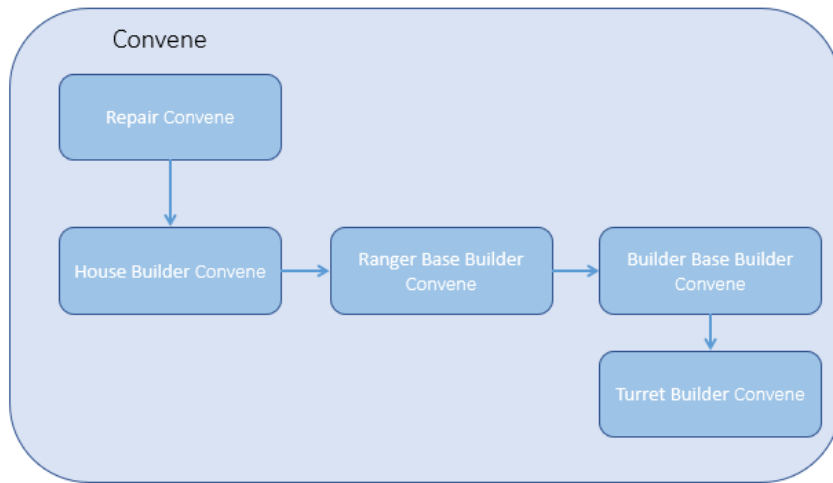 Convene
Repair Convene
House Builder Convene
Ranger Base Builder
Convene
Builder Base Builder
Convene
Turret Builder Convene